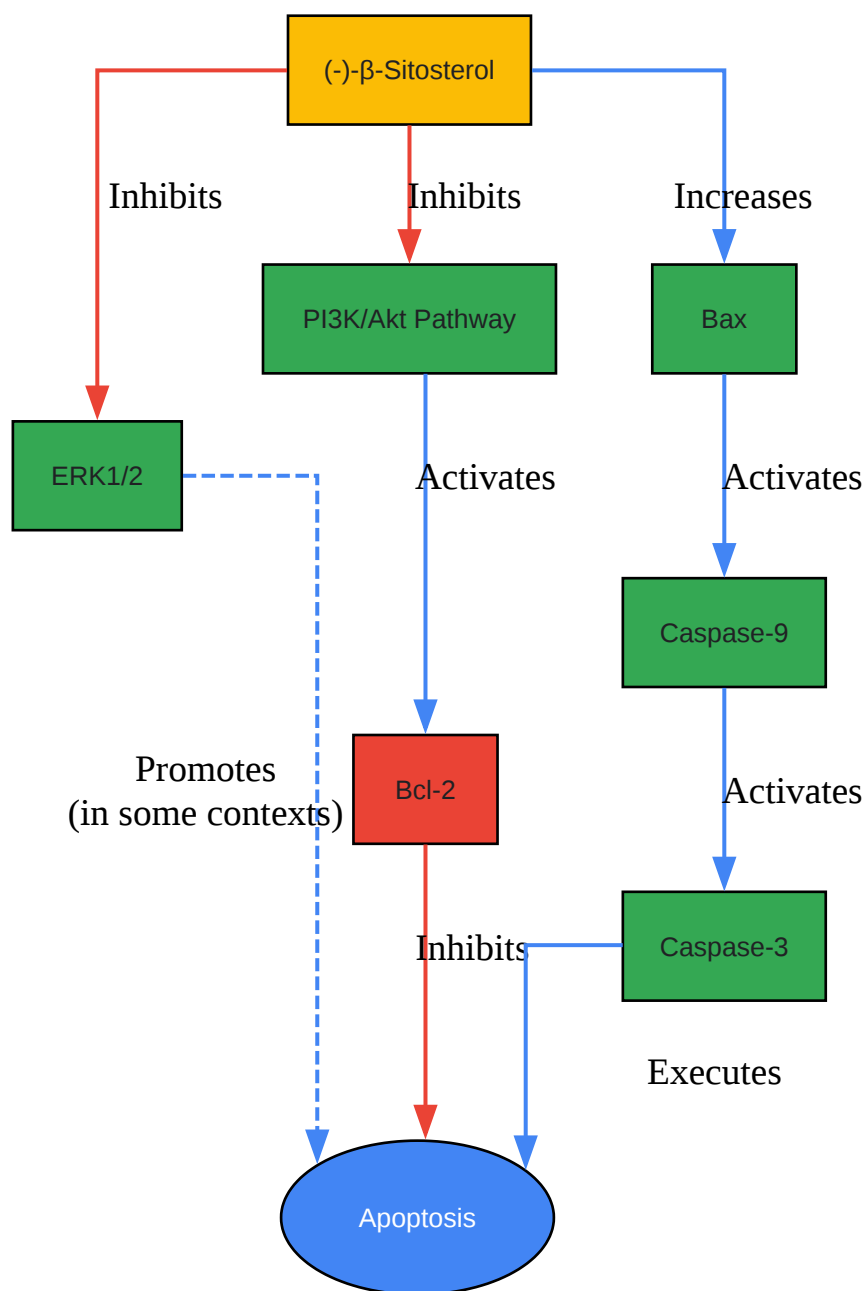 (-)-β-Sitosterol
Inhibits
Inhibits
Increases
PI3K/Akt Pathway
Bax
ERK1/2
Activates
Activates
Caspase-9
Promotes
(in some contexts)
Bcl-2
Activates
Inhibits
Caspase-3
Executes
Apoptosis